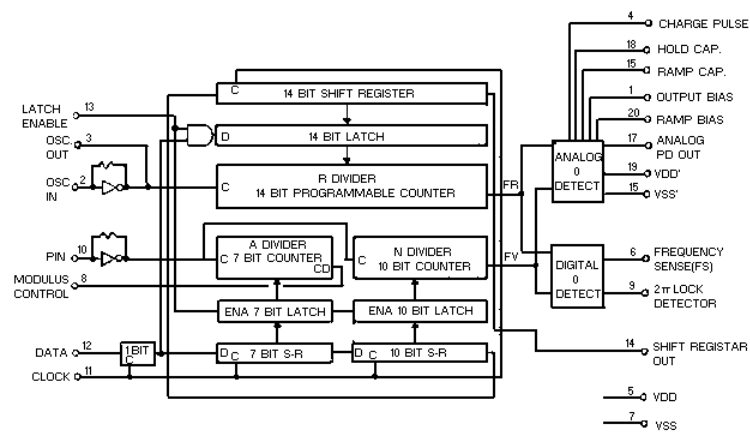 4 CHARGE PULSE
18 HOLD CAP.
15 RAMP CAP.
1 OUTPUT BIAS
20 RAMP BIAS
17 ANALOG
PD OUT
19 VDD'
15 VSS'
C
14 BIT SHIFT REGISTER
LATCH
ENABLE
13
D
14 BIT LATCH
OSC
OUT
3
OSC
IN
2
C
R DIVIDER
14 BIT PROGRAMMABLE COUNTER
FR
ANALOG
0
DETECT
PIN
10
A DIVIDER
C 7 BIT COUNTER
CD
C
N DIVIDER
10 BIT COUNTER
FV
DIGITAL
0
DETECT
6 FREQUENCY
SENSE(FS)
9 2π LOCK
DETECTOR
MODULUS
CONTROL
8
ENA 7 BIT LATCH
ENA 10 BIT LATCH
DATA
12
1 BIT
C
D C 7 BIT S-R
D C 10 BIT S-R
14 SHIFT REGISTAR
OUT
CLOCK
11
5 VDD
7 VSS